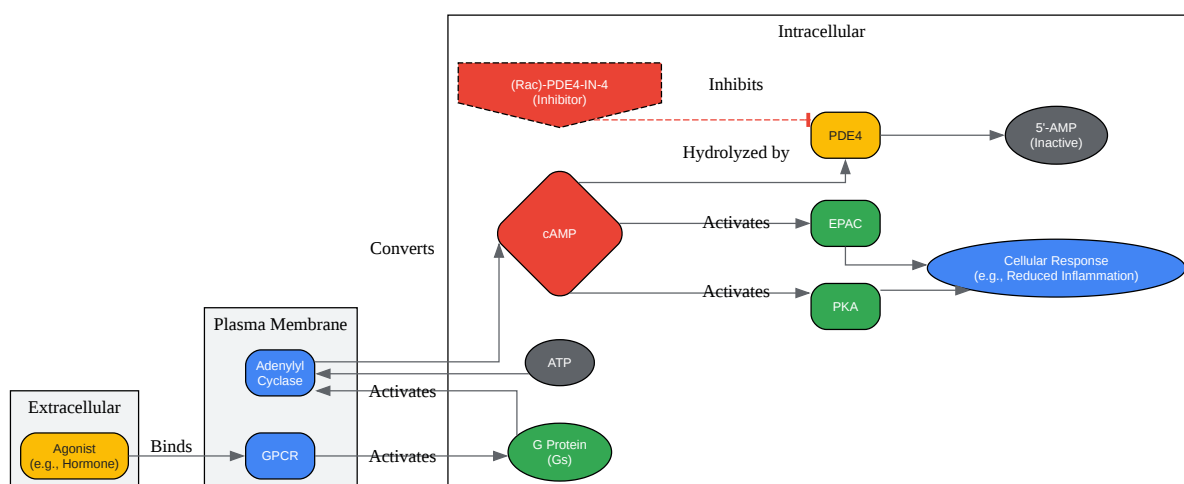 Intracellular
(Rac)-PDE4-IN-4
(Inhibitor)
Inhibits
PDE4
5'-AMP
(Inactive)
Hydrolyzed by
cAMP
Activates
EPAC
Converts
Cellular Response
(e.g., Reduced Inflammation)
Activates
PKA
Plasma Membrane
Adenylyl
Cyclase
ATP
Activates
Extracellular
Agonist
(e.g., Hormone)
Binds
GPCR
Activates
G Protein
(Gs)